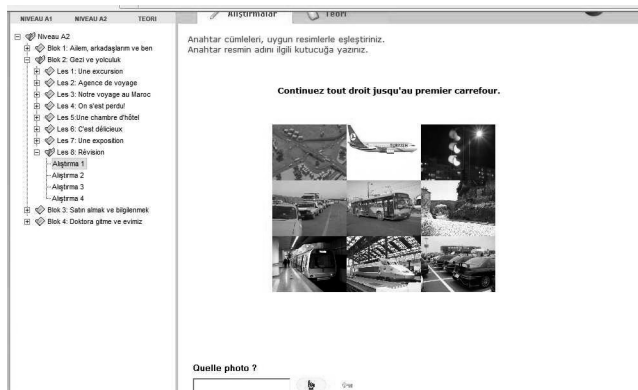 NIVEAU A1 NIVEAU A2 TEORI
Alıştırmalar Teori
Niveau A2
Blok 1: Ailem, arkadaşlarım ve ben
Blok 2: Gezi ve yolculuk
Les 1: Une excursion
Les 2: Agence de voyage
Les 3: Notre voyage au Maroc
Les 4: On s'est perdu!
Les 5:Une chambre d'hôtel
Les 6: C'est délicieux
Les 7: Une exposition
Les 8: Révision
Alıştırma 1
Alıştırma 2
Alıştırma 3
Alıştırma 4
Blok 3: Satın almak ve bilgilenmek
Blok 4: Doktora gitme ve evimiz
Anahtar cümleleri, uygun resimlerle eşleştiriniz.
Anahtar resmin adını ilgili kutucuğa yazınız.
Continuez tout droit jusqu'au premier carrefour.
Quelle photo ?